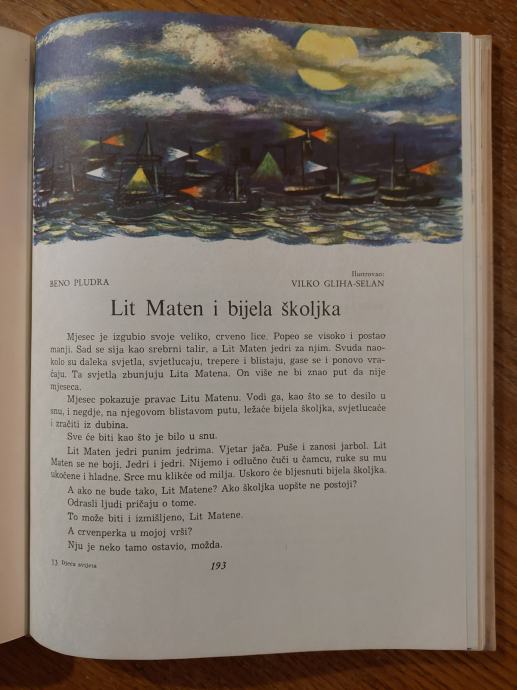 Ilustrovao:
BENO PLUDRA VILKO GLIHA-SELAN
Lit Maten i bijela školjka
Mjesec je izgubio svoje veliko, crveno lice. Popeo se visoko i postao
manji. Sad se sija kao srebrni talir, a Lit Maten jedri za njim. Svuda nao-
kolo su daleka svjetla, svjetlucaju, trepere i blistaju, gase se i ponovo vra-
ćaju. Ta svjetla zbunjuju Lita Matena. On više ne bi znao put da nije
mjeseca.
Mjesec pokazuje pravac Litu Matenu. Vodi ga, kao što se to desilo u
snu, i negdje, na njegovom blistavom putu, ležaće bijela školjka, svjetlucaće
i zračiti iz dubina.
Sve će biti kao što je bilo u snu.
Lit Maten jedri punim jedrima. Vjetar jača. Puše i zanosi jarbol. Lit
Maten se ne boji. Jedri i jedri. Nijemo i odlučno čuči u čamcu, ruke su mu
ukočene i hladne. Srce mu klikće od milja. Uskoro će bljesnuti bijela školjka.
A ako ne bude tako, Lit Matene? Ako školjka uopšte ne postoji?
Odrasli ljudi pričaju o tome.
To može biti i izmišljeno, Lit Matene.
A crvenperka u mojoj vrši?
Nju je neko tamo ostavio, možda.
13 Djeca svijeta 193